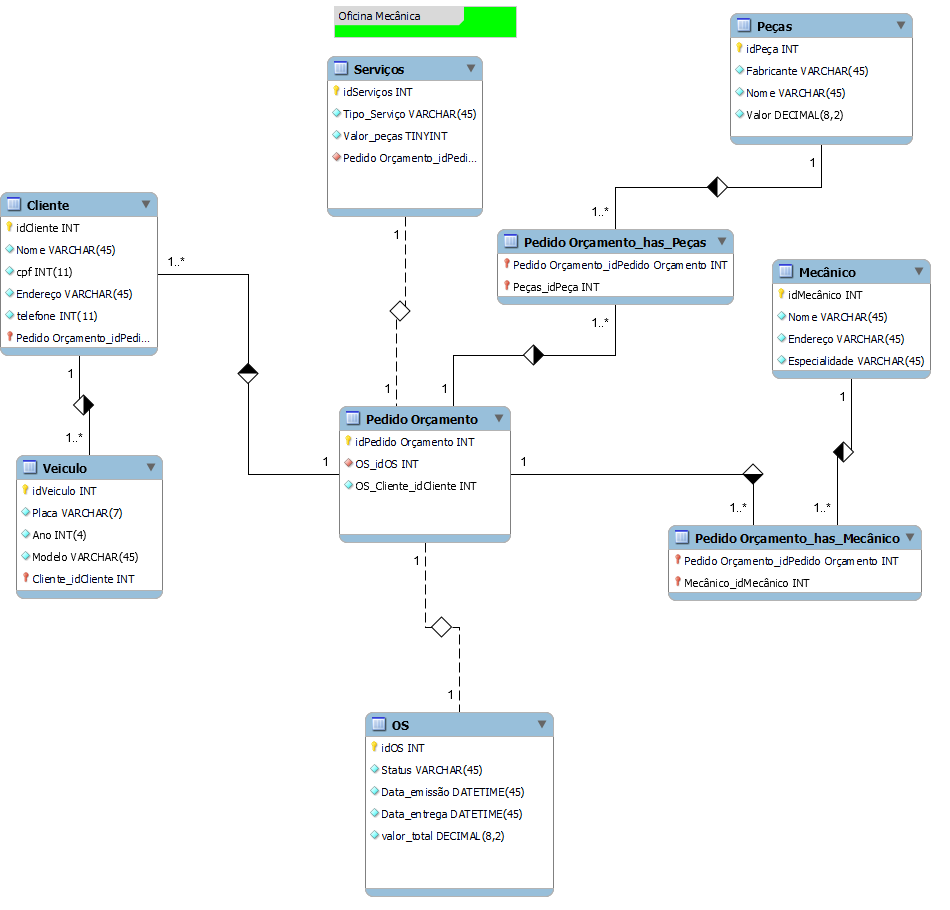 Oficina Mecânica
Serviços
idServiços INT
Tipo_Serviço VARCHAR(45)
Valor_peças TINYINT
Pedido Orçamento_idPedi...
1
1
Peças
idPeça INT
Fabricante VARCHAR(45)
Nome VARCHAR(45)
Valor DECIMAL(8,2)
1
1..*
Pedido Orçamento_has_Peças
Pedido Orçamento_idPedido Orçamento INT
Peças_idPeça INT
1..*
1
Cliente
idCliente INT
Nome VARCHAR(45)
cpf INT(11)
Endereço VARCHAR(45)
telefone INT(11)
Pedido Orçamento_idPedi...
1..*
1
1
1..*
Mecânico
idMecânico INT
Nome VARCHAR(45)
Endereço VARCHAR(45)
Especialidade VARCHAR(45)
1
1..*
Pedido Orçamento
idPedido Orçamento INT
OS_idOS INT
OS_Cliente_idCliente INT
1
1..*
Veiculo
idVeiculo INT
Placa VARCHAR(7)
Ano INT(4)
Modelo VARCHAR(45)
Cliente_idCliente INT
Pedido Orçamento_has_Mecânico
Pedido Orçamento_idPedido Orçamento INT
Mecânico_idMecânico INT
1
1
OS
idOS INT
Status VARCHAR(45)
Data_emissão DATETIME(45)
Data_entrega DATETIME(45)
valor_total DECIMAL(8,2)